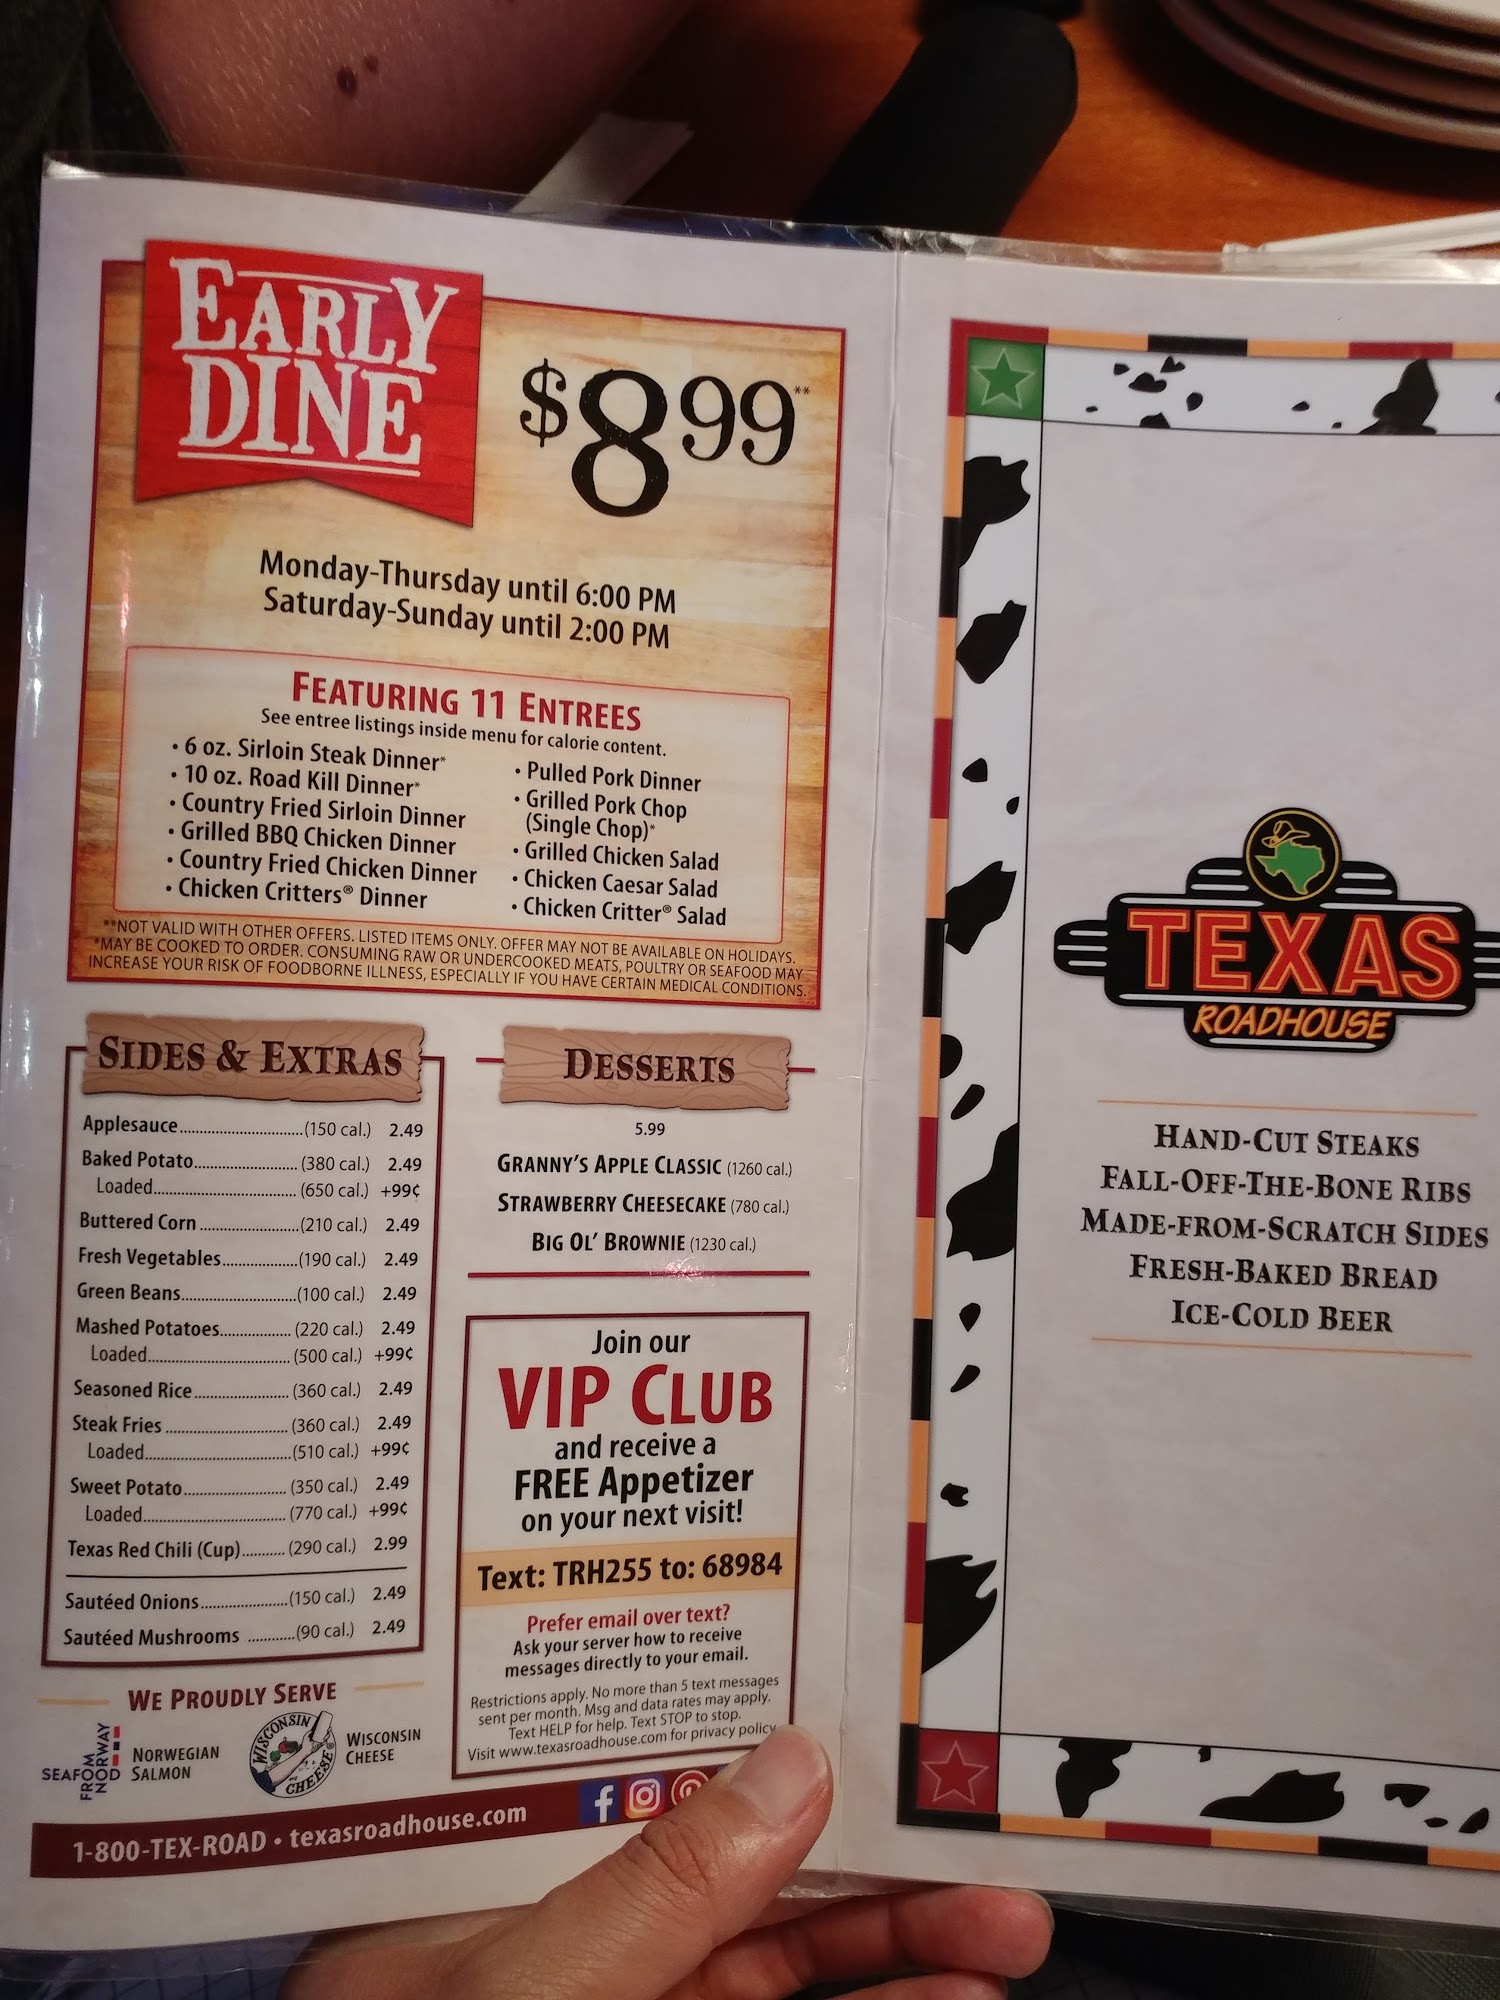 EARLY
DINE
$8.99**
Monday-Thursday until 6:00 PM
Saturday-Sunday until 2:00 PM
FEATURING 11 ENTREES
See entree listings inside menu for calorie content.
• 6 oz. Sirloin Steak Dinner*
• 10 oz. Road Kill Dinner*
• Country Fried Sirloin Dinner
• Grilled BBQ Chicken Dinner
• Country Fried Chicken Dinner
• Chicken Critters® Dinner
• Pulled Pork Dinner
• Grilled Pork Chop
(Single Chop)*
• Grilled Chicken Salad
• Chicken Caesar Salad
• Chicken Critter® Salad
**NOT VALID WITH OTHER OFFERS. LISTED ITEMS ONLY. OFFER MAY NOT BE AVAILABLE ON HOLIDAYS.
*MAY BE COOKED TO ORDER. CONSUMING RAW OR UNDERCOOKED MEATS, POULTRY OR SEAFOOD MAY
INCREASE YOUR RISK OF FOODBORNE ILLNESS, ESPECIALLY IF YOU HAVE CERTAIN MEDICAL CONDITIONS.
SIDES & EXTRAS
Applesauce..............................(150 cal.) 2.49
Baked Potato..........................(380 cal.) 2.49
Loaded...................................(650 cal.) +99¢
Buttered Corn ........................(210 cal.) 2.49
Fresh Vegetables...................(190 cal.) 2.49
Green Beans............................(100 cal.) 2.49
Mashed Potatoes.................(220 cal.) 2.49
Loaded...................................(500 cal.) +99¢
Seasoned Rice.......................(360 cal.) 2.49
Steak Fries ..............................(360 cal.) 2.49
Loaded...................................(510 cal.) +99¢
Sweet Potato.........................(350 cal.) 2.49
Loaded...................................(770 cal.) +99¢
Texas Red Chili (Cup)...........(290 cal.) 2.99
Sautéed Onions.....................(150 cal.) 2.49
Sautéed Mushrooms ............(90 cal.) 2.49
WE PROUDLY SERVE
SEAFOOD
FROM
NORWAY
NORWEGIAN
SALMON
WISCONSIN
CHEESE
WISCONSIN
CHEESE
DESSERTS
5.99
GRANNY'S APPLE CLASSIC (1260 cal.)
STRAWBERRY CHEESECAKE (780 cal.)
BIG OL' BROWNIE (1230 cal.)
Join our
VIP CLUB
and receive a
FREE Appetizer
on your next visit!
Text: TRH255 to: 68984
Prefer email over text?
Ask your server how to receive
messages directly to your email.
Restrictions apply. No more than 5 text messages
sent per month. Msg and data rates may apply.
Text HELP for help. Text STOP to stop.
Visit www.texasroadhouse.com for privacy policy
1-800-TEX-ROAD • texasroadhouse.com
TEXAS
ROADHOUSE
HAND-CUT STEAKS
FALL-OFF-THE-BONE RIBS
MADE-FROM-SCRATCH SIDES
FRESH-BAKED BREAD
ICE-COLD BEER